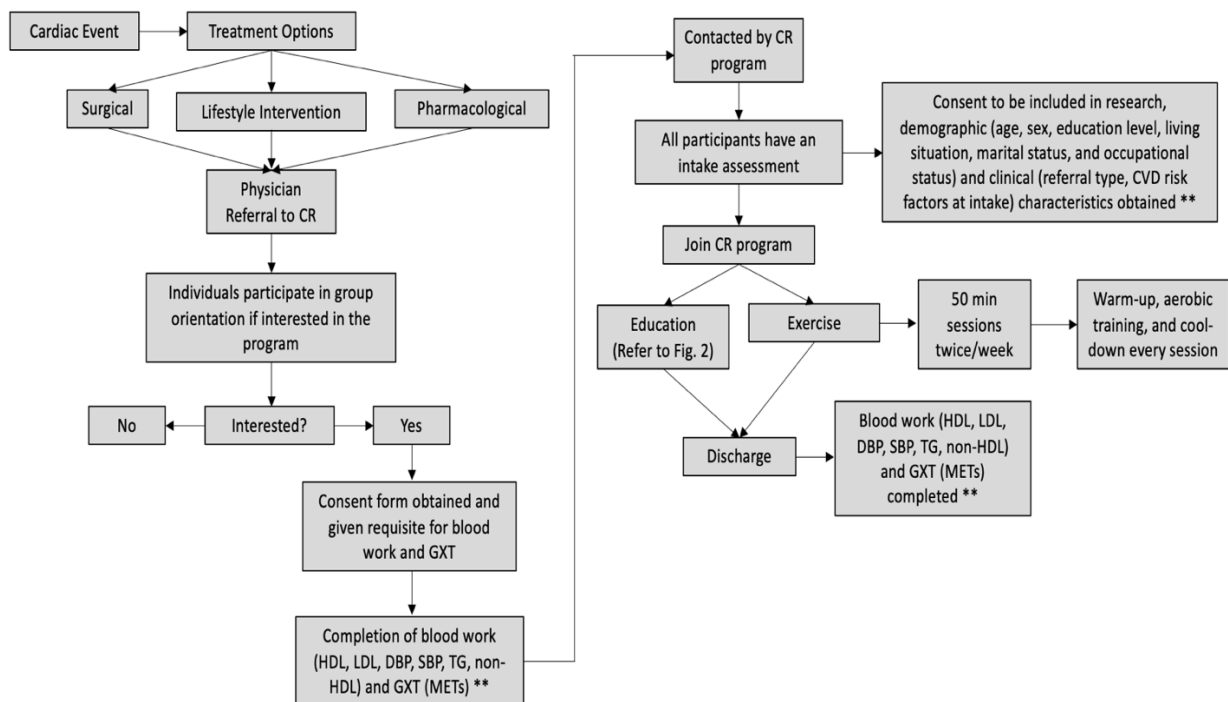 Cardiac Event
Treatment Options
Surgical
Lifestyle Intervention
Pharmacological
Physician
Referral to CR
Individuals participate in group
orientation if interested in the
program
No
Interested?
Yes
Consent form obtained and
given requisite for blood
work and GXT
Completion of blood work
(HDL, LDL, DBP, SBP, TG, non-
HDL) and GXT (METs) **
Contacted by CR
program
All participants have an
intake assessment
Consent to be included in research,
demographic (age, sex, education level, living
situation, marital status, and occupational
status) and clinical (referral type, CVD risk
factors at intake) characteristics obtained **
Join CR program
Education
(Refer to Fig. 2)
Exercise
50 min
sessions
twice/week
Warm-up, aerobic
training, and cool-
down every session
Discharge
Blood work (HDL, LDL,
DBP, SBP, TG, non-HDL)
and GXT (METs)
completed **